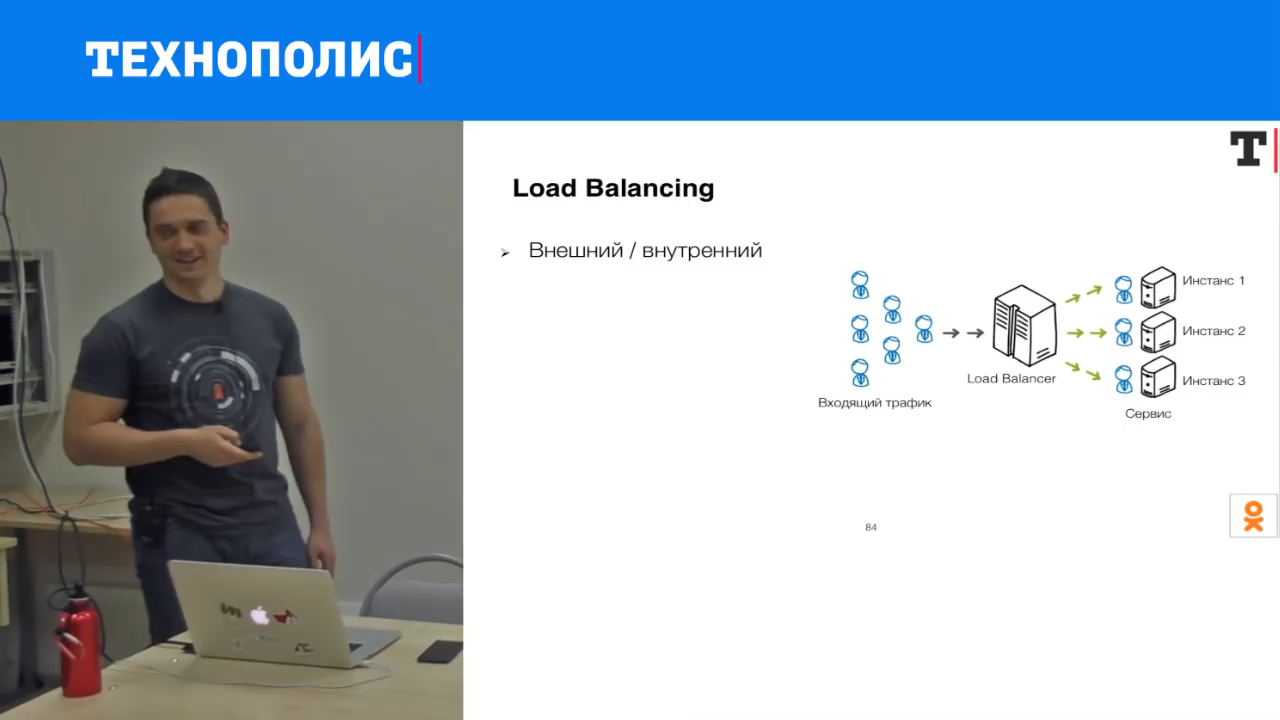 ТЕХНОПОЛИС
T
Load Balancing
Внешний / внутренний
Инстанс 1
Инстанс 2
Инстанс 3
Load Balancer
Входящий трафик
Сервис
84